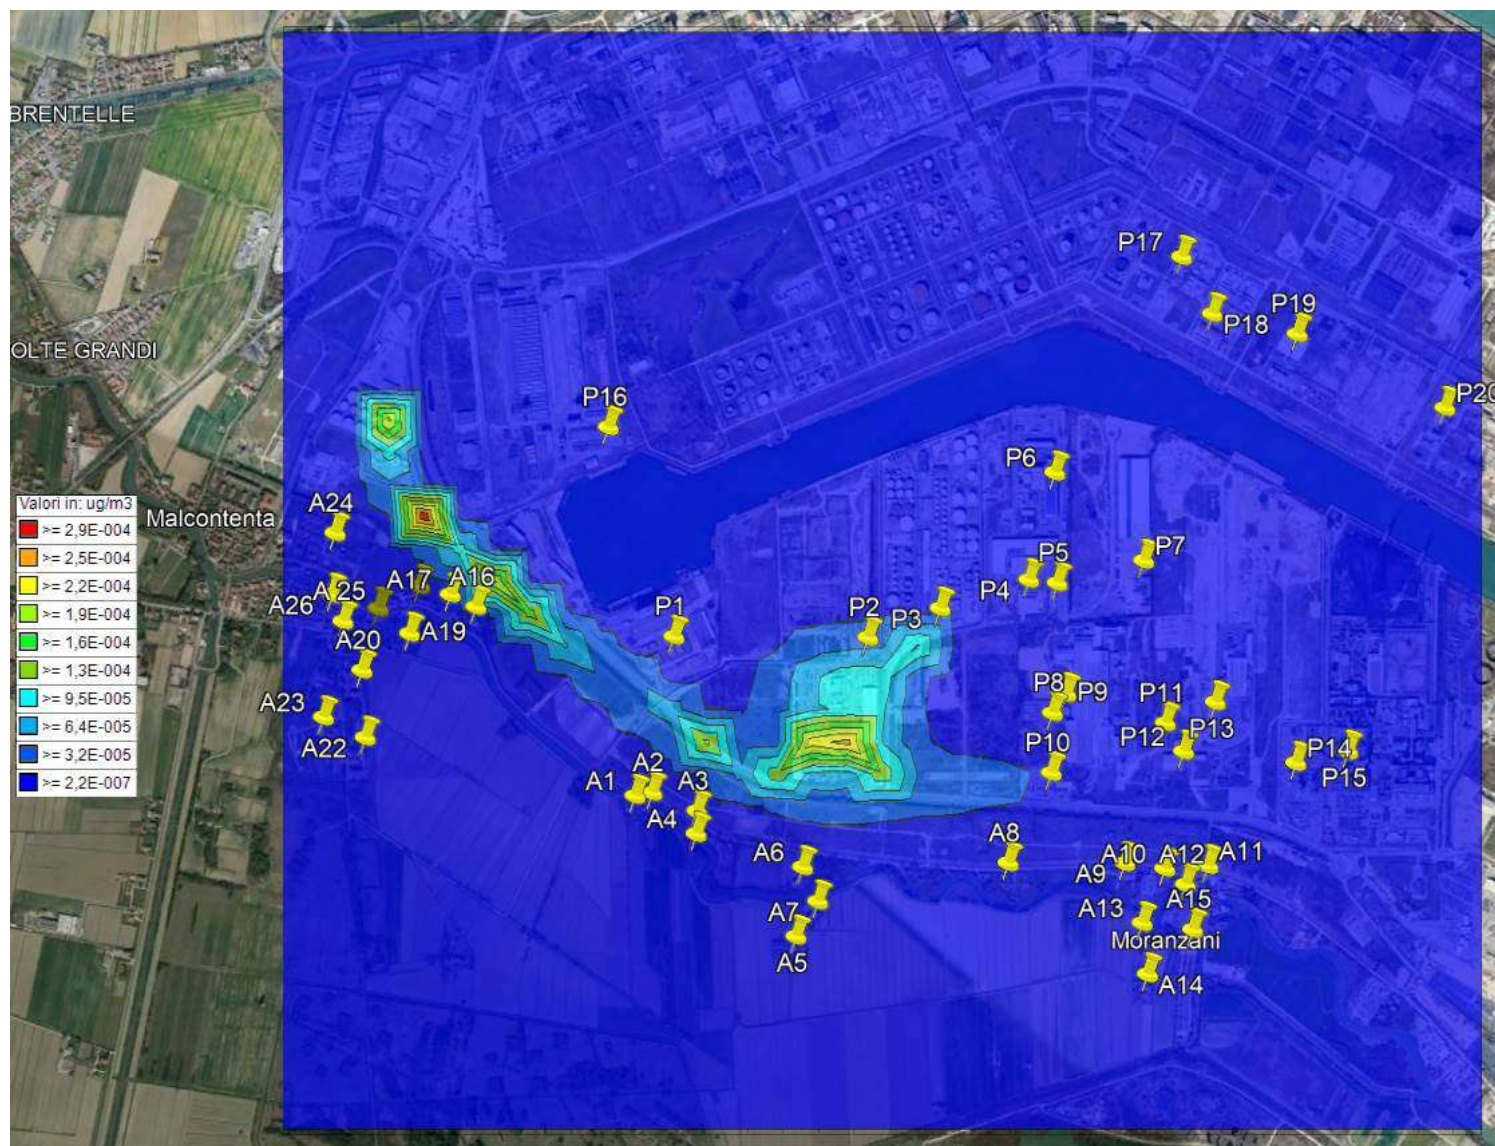 BRENTELLE
P17
P18
P19
OLTE GRANDI
P16
P20
P6
A24
Malcontenta
Valori in: ug/m3
>= 2,9E-004
>= 2,5E-004
>= 2,2E-004
>= 1,9E-004
>= 1,6E-004
>= 1,3E-004
>= 9,5E-005
>= 6,4E-005
>= 3,2E-005
>= 2,2E-007
P5
P7
A17
A16
A25
P4
A26
P1
P2
P3
A19
A20
P8
P9
P11
A23
A22
P12
P13
P10
P14
P15
A2
A1
A3
A4
A8
A6
A10
A12
A11
A9
A15
A7
A13
Moranzani
A5
A14